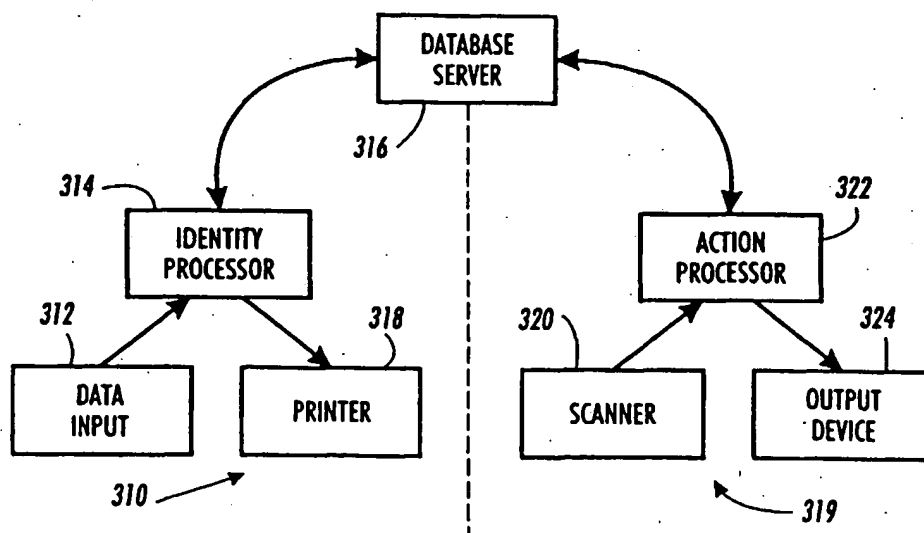 DATABASE
SERVER
316
314
322
IDENTITY
PROCESSOR
ACTION
PROCESSOR
312
318
320
324
DATA
INPUT
PRINTER
SCANNER
OUTPUT
DEVICE
310
319